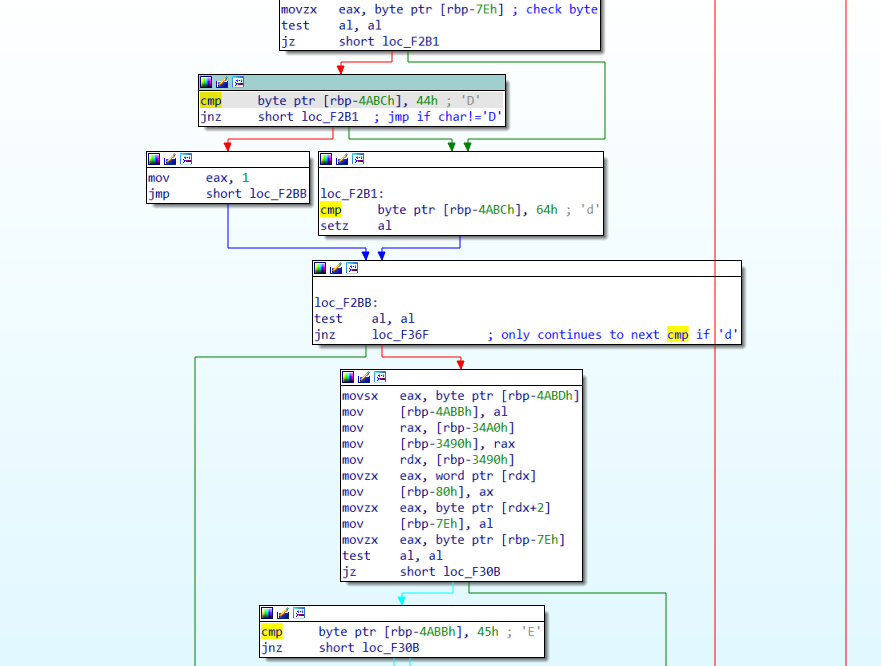 movzx eax, byte ptr [rbp-7Eh] ; check byte
test al, al
jz short loc_F2B1
cmp byte ptr [rbp-4ABCh], 44h ; 'D'
jnz short loc_F2B1 ; jmp if char!='D'
mov eax, 1
jmp short loc_F2BB
loc_F2B1:
cmp byte ptr [rbp-4ABCh], 64h ; 'd'
setz al
loc_F2BB:
test al, al
jnz loc_F36F ; only continues to next cmp if 'd'
movsx eax, byte ptr [rbp-4ABDh]
mov [rbp-4ABBh], al
mov rax, [rbp-34A0h]
mov [rbp-3490h], rax
mov rdx, [rbp-3490h]
movzx eax, word ptr [rdx]
mov [rbp-80h], ax
movzx eax, byte ptr [rdx+2]
mov [rbp-7Eh], al
movzx eax, byte ptr [rbp-7Eh]
test al, al
jz short loc_F30B
cmp byte ptr [rbp-4ABBh], 45h ; 'E'
jnz short loc_F30B